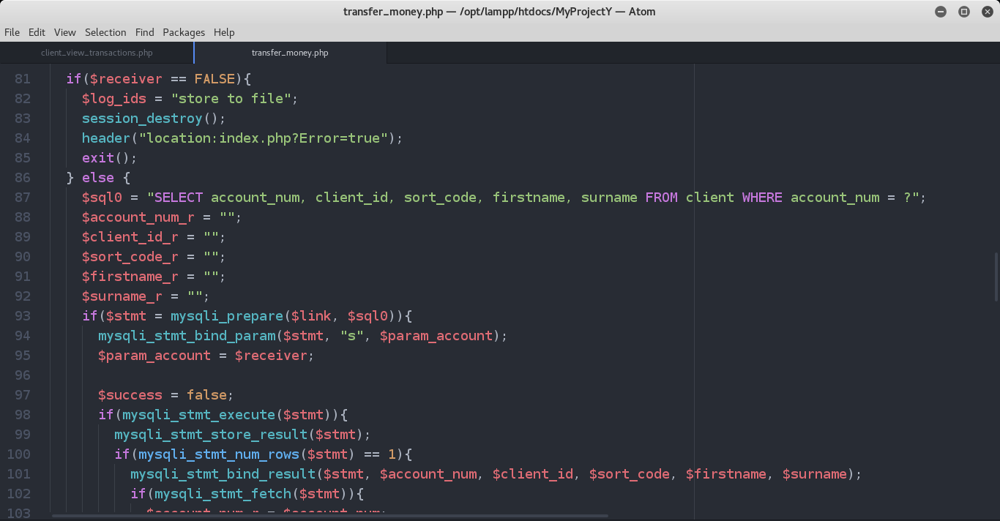 transfer_money.php — /opt/lampp/htdocs/MyProjectY — Atom
File Edit View Selection Find Packages Help
client_view_transactions.php transfer_money.php
81 if($receiver == FALSE){
82 $log_ids = "store to file";
83 session_destroy();
84 header("location:index.php?Error=true");
85 exit();
86 } else {
87 $sql0 = "SELECT account_num, client_id, sort_code, firstname, surname FROM client WHERE account_num = ?";
88 $account_num_r = "";
89 $client_id_r = "";
90 $sort_code_r = "";
91 $firstname_r = "";
92 $surname_r = "";
93 if($stmt = mysqli_prepare($link, $sql0)){
94 mysqli_stmt_bind_param($stmt, "s", $param_account);
95 $param_account = $receiver;
96
97 $success = false;
98 if(mysqli_stmt_execute($stmt)){
99 mysqli_stmt_store_result($stmt);
100 if(mysqli_stmt_num_rows($stmt) == 1){
101 mysqli_stmt_bind_result($stmt, $account_num, $client_id, $sort_code, $firstname, $surname);
102 if(mysqli_stmt_fetch($stmt)){
103 $account_num_r = $account_num;